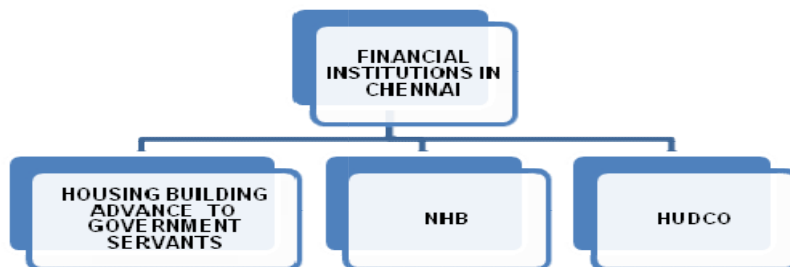 FINANCIAL
INSTITUTIONS IN
CHENNAI
HOUSING BUILDING
ADVANCE TO
GOVERNMENT
SERVANTS
NHB
HUDCO